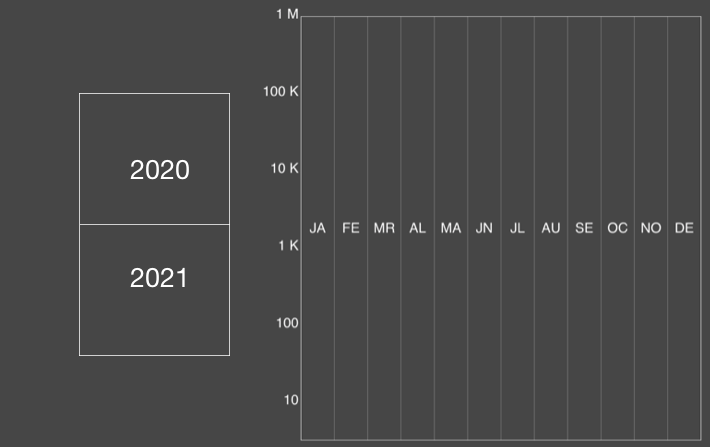 1 M
100 K
10 K
1 K
100
10
2020
2021
JA FE MR AL MA JN JL AU SE OC NO DE